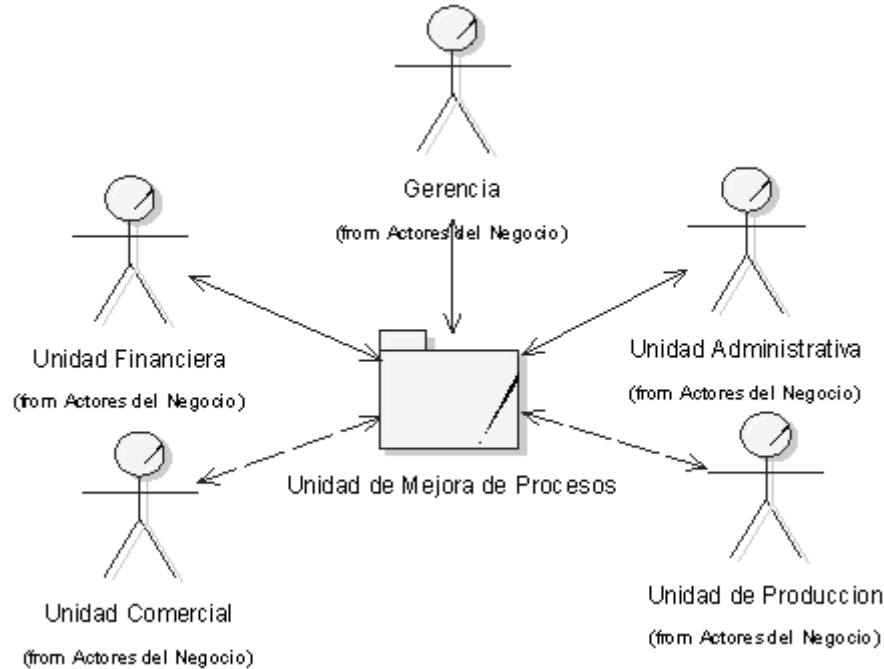 Gerencia
(from Actores del Negocio)
Unidad Financiera
(from Actores del Negocio)
Unidad Administrativa
(from Actores del Negocio)
Unidad de Mejora de Procesos
Unidad Comercial
(from Actores del Negocio)
Unidad de Produccion
(from Actores del Negocio)